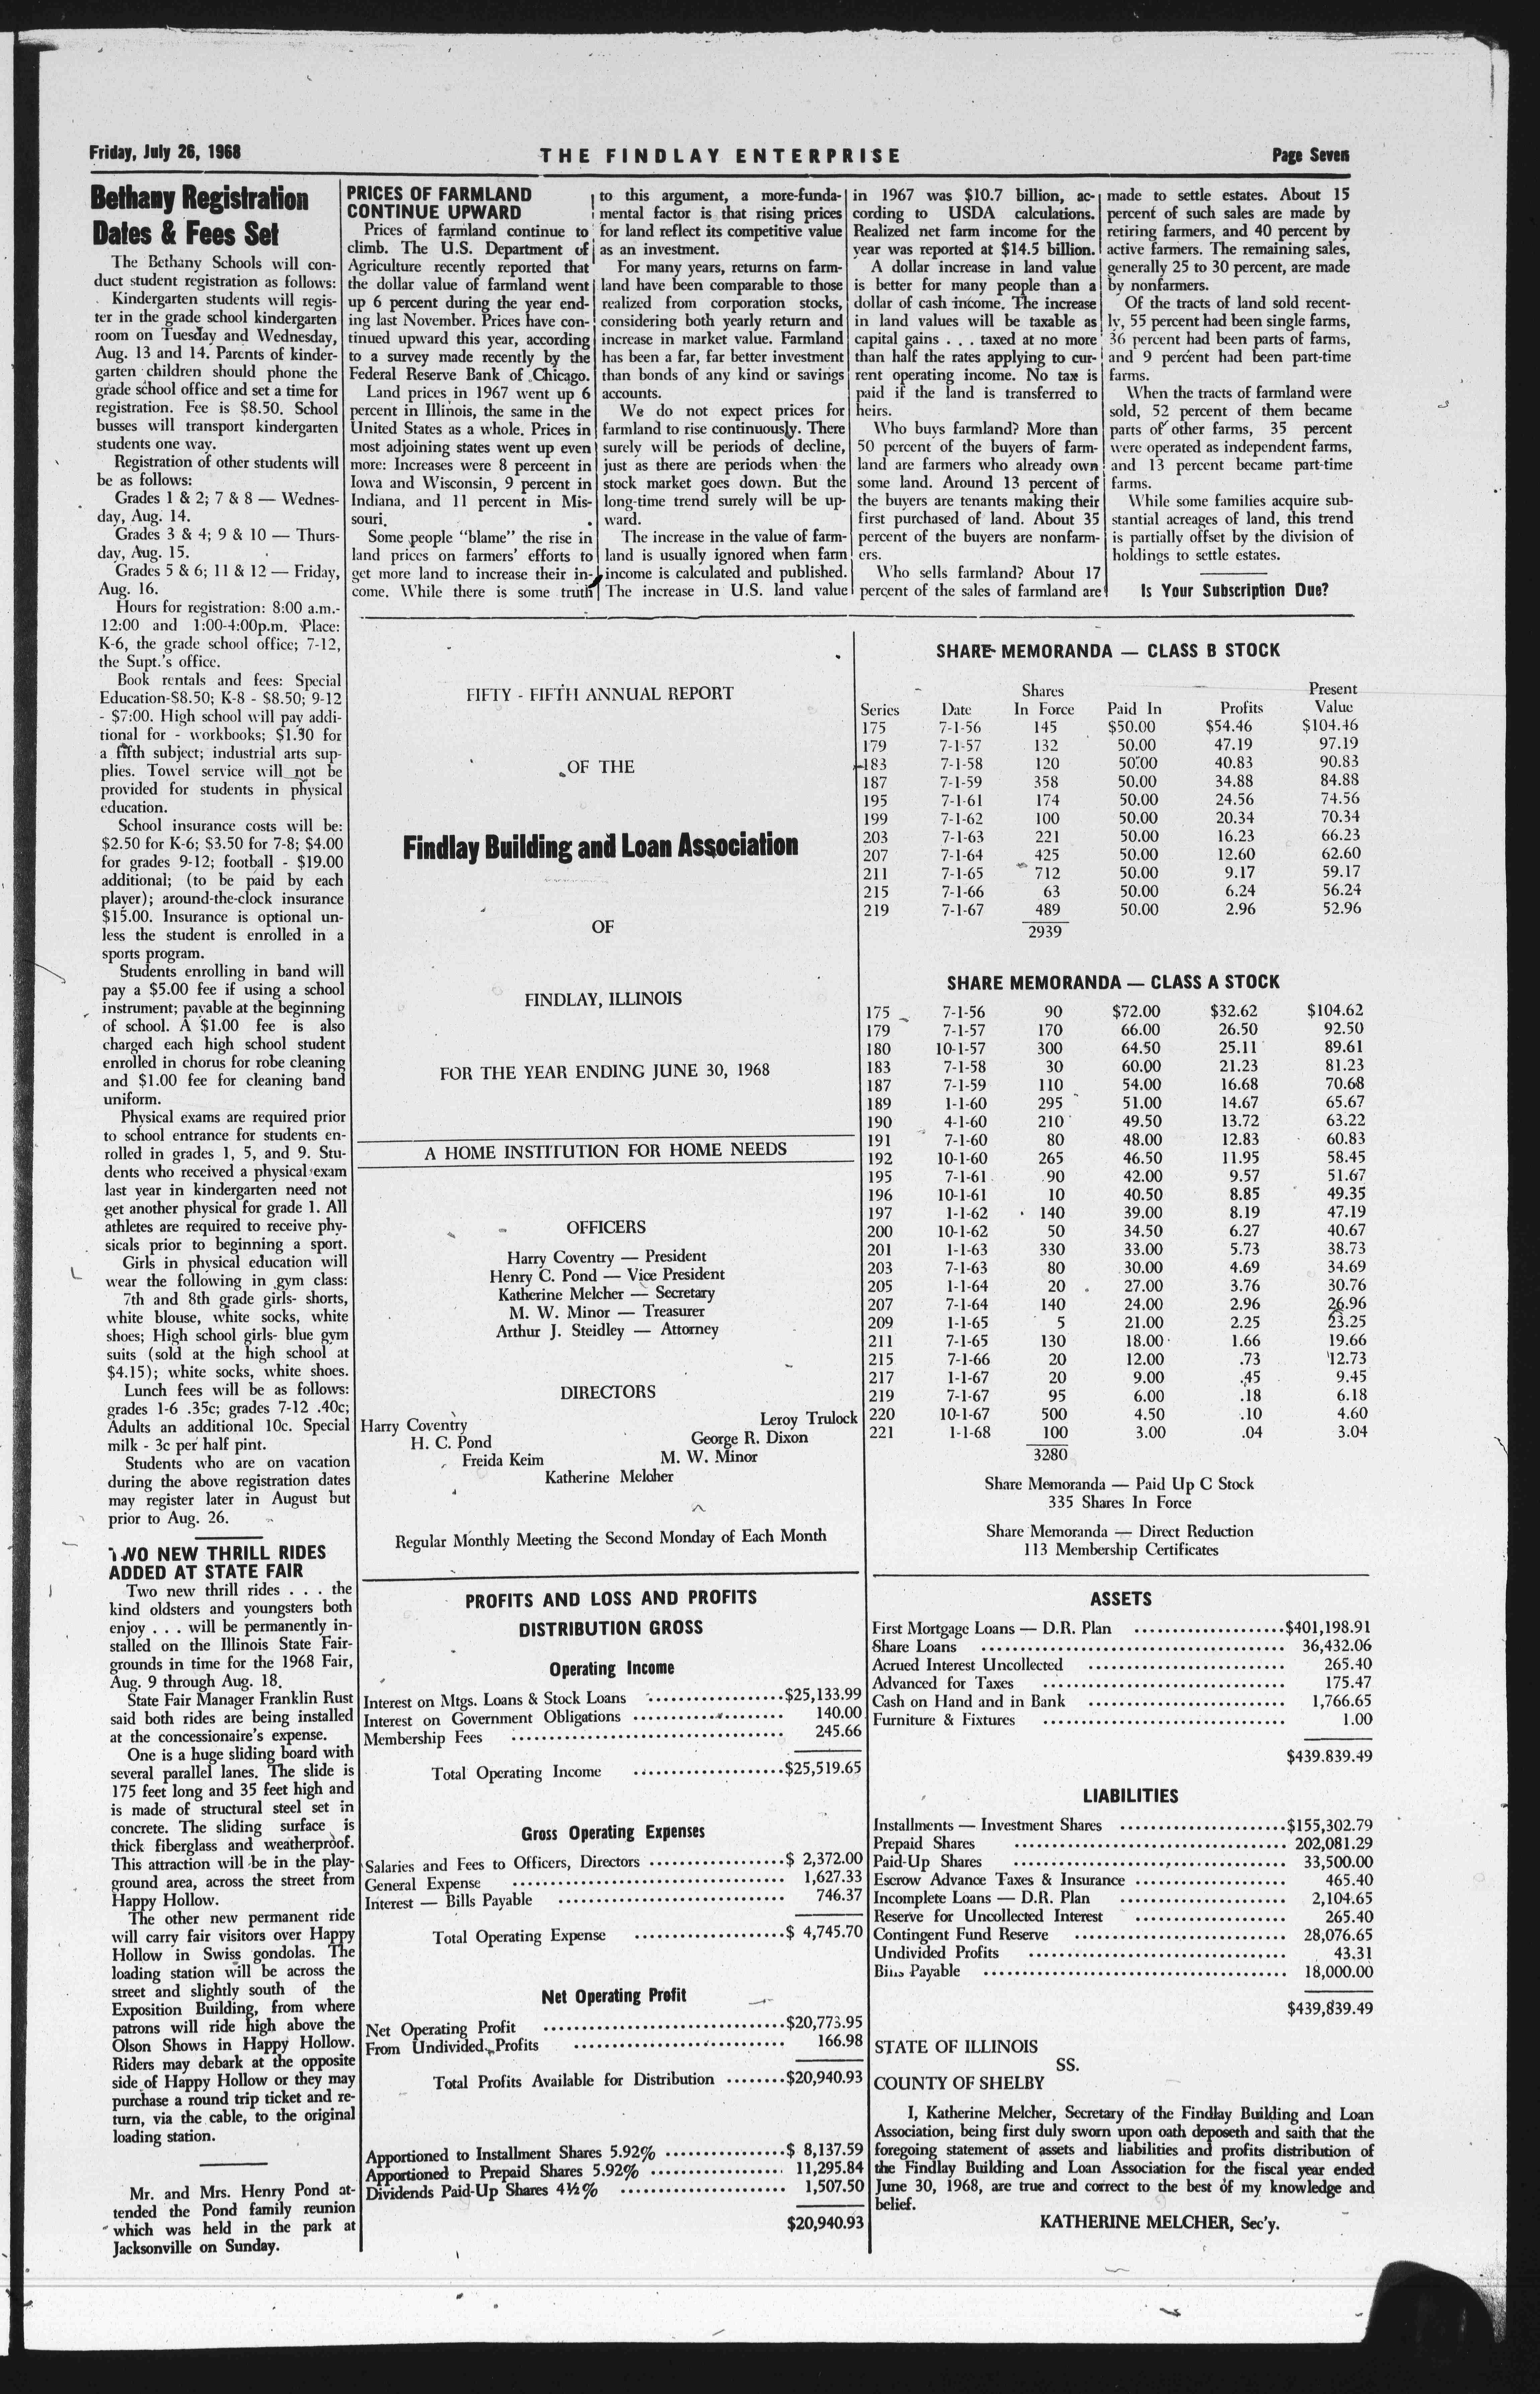 Friday, July 26, 1968
THE FINDLAY ENTERPRISE
Page Seven
Bethany Registration
Dates & Fees Set
The Bethany Schools will con-
duct student registration as follows:
Kindergarten students will regis-
ter in the grade school kindergarten
room on Tuesday and Wednesday,
Aug. 13 and 14. Parents of kinder-
garten children should phone the
grade school office and set a time for
registration. Fee is $8.50. School
busses will transport kindergarten
students one way.
Registration of other students will
be as follows:
Grades 1 & 2; 7 & 8 — Wednes-
day, Aug. 14.
Grades 3 & 4; 9 & 10 — Thurs-
day, Aug. 15.
Grades 5 & 6; 11 & 12 — Friday,
Aug. 16.
Hours for registration: 8:00 a.m.-
12:00 and 1:00-4:00p.m. Place:
K-6, the grade school office; 7-12,
the Supt.'s office.
Book rentals and fees: Special
Education-$8.50; K-8 - $8.50; 9-12
- $7:00. High school will pay addi-
tional for - workbooks; $1.30 for
a fifth subject; industrial arts sup-
plies. Towel service will not be
provided for students in physical
education.
School insurance costs will be:
$2.50 for K-6; $3.50 for 7-8; $4.00
for grades 9-12; football - $19.00
additional; (to be paid by each
player); around-the-clock insurance
$15.00. Insurance is optional un-
less the student is enrolled in a
sports program.
Students enrolling in band will
pay a $5.00 fee if using a school
instrument; payable at the beginning
of school. A $1.00 fee is also
charged each high school student
enrolled in chorus for robe cleaning
and $1.00 fee for cleaning band
uniform.
Physical exams are required prior
to school entrance for students en-
rolled in grades 1, 5, and 9. Stu-
dents who received a physical exam
last year in kindergarten need not
get another physical for grade 1. All
athletes are required to receive phy-
sicals prior to beginning a sport.
Girls in physical education will
wear the following in gym class:
7th and 8th grade girls- shorts,
white blouse, white socks, white
shoes; High school girls- blue gym
suits (sold at the high school at
$4.15); white socks, white shoes.
Lunch fees will be as follows:
grades 1-6 .35c; grades 7-12 .40c;
Adults an additional 10c. Special
milk - 3c per half pint.
Students who are on vacation
during the above registration dates
may register later in August but
prior to Aug. 26.
TWO NEW THRILL RIDES
ADDED AT STATE FAIR
Two new thrill rides . . . the
kind oldsters and youngsters both
enjoy . . . will be permanently in-
stalled on the Illinois State Fair-
grounds in time for the 1968 Fair,
Aug. 9 through Aug. 18.
State Fair Manager Franklin Rust
said both rides are being installed
at the concessionaire's expense.
One is a huge sliding board with
several parallel lanes. The slide is
175 feet long and 35 feet high and
is made of structural steel set in
concrete. The sliding surface is
thick fiberglass and weatherproof.
This attraction will be in the play-
ground area, across the street from
Happy Hollow.
The other new permanent ride
will carry fair visitors over Happy
Hollow in Swiss gondolas. The
loading station will be across the
street and slightly south of the
Exposition Building, from where
patrons will ride high above the
Olson Shows in Happy Hollow.
Riders may debark at the opposite
side of Happy Hollow or they may
purchase a round trip ticket and re-
turn, via the cable, to the original
loading station.
Mr. and Mrs. Henry Pond at-
tended the Pond family reunion
which was held in the park at
Jacksonville on Sunday.
PRICES OF FARMLAND
CONTINUE UPWARD
Prices of farmland continue to
climb. The U.S. Department of
Agriculture recently reported that
the dollar value of farmland went
up 6 percent during the year end-
ing last November. Prices have con-
tinued upward this year, according
to a survey made recently by the
Federal Reserve Bank of Chicago.
Land prices in 1967 went up 6
percent in Illinois, the same in the
United States as a whole. Prices in
most adjoining states went up even
more: Increases were 8 perceent in
Iowa and Wisconsin, 9 percent in
Indiana, and 11 percent in Mis-
souri.
Some people "blame" the rise in
land prices on farmers' efforts to
get more land to increase their in-
come. While there is some truth
to this argument, a more-funda-
mental factor is that rising prices
for land reflect its competitive value
as an investment.
For many years, returns on farm-
land have been comparable to those
realized from corporation stocks,
considering both yearly return and
increase in market value. Farmland
has been a far, far better investment
than bonds of any kind or savings
accounts.
We do not expect prices for
farmland to rise continuously. There
surely will be periods of decline,
just as there are periods when the
stock market goes down. But the
long-time trend surely will be up-
ward.
The increase in the value of farm-
land is usually ignored when farm
income is calculated and published.
The increase in U.S. land value
in 1967 was $10.7 billion, ac-
cording to USDA calculations.
Realized net farm income for the
year was reported at $14.5 billion.
A dollar increase in land value
is better for many people than a
dollar of cash income. The increase
in land values will be taxable as
capital gains . . . taxed at no more
than half the rates applying to cur-
rent operating income. No tax is
paid if the land is transferred to
heirs.
Who buys farmland? More than
50 percent of the buyers of farm-
land are farmers who already own
some land. Around 13 percent of
the buyers are tenants making their
first purchased of land. About 35
percent of the buyers are nonfarm-
ers.
Who sells farmland? About 17
percent of the sales of farmland are
made to settle estates. About 15
percent of such sales are made by
retiring farmers, and 40 percent by
active farmers. The remaining sales,
generally 25 to 30 percent, are made
by nonfarmers.
Of the tracts of land sold recent-
ly, 55 percent had been single farms,
36 percent had been parts of farms,
and 9 percent had been part-time
farms.
When the tracts of farmland were
sold, 52 percent of them became
parts of other farms, 35 percent
were operated as independent farms,
and 13 percent became part-time
farms.
While some families acquire sub-
stantial acreages of land, this trend
is partially offset by the division of
holdings to settle estates.
Is Your Subscription Due?
FIFTY - FIFTH ANNUAL REPORT
OF THE
Findlay Building and Loan Association
OF
FINDLAY, ILLINOIS
FOR THE YEAR ENDING JUNE 30, 1968
A HOME INSTITUTION FOR HOME NEEDS
OFFICERS
Harry Coventry — President
Henry C. Pond — Vice President
Katherine Melcher — Secretary
M. W. Minor — Treasurer
Arthur J. Steidley — Attorney
DIRECTORS
Harry Coventry Leroy Trulock
H. C. Pond George R. Dixon
Freida Keim M. W. Minor
Katherine Melcher
Regular Monthly Meeting the Second Monday of Each Month
SHARE MEMORANDA — CLASS B STOCK
Series Date Shares In Force Paid In Profits Present Value
175 7-1-56 145 $50.00 $54.46 $104.46
179 7-1-57 132 50.00 47.19 97.19
183 7-1-58 120 50.00 40.83 90.83
187 7-1-59 358 50.00 34.88 84.88
195 7-1-61 174 50.00 24.56 74.56
199 7-1-62 100 50.00 20.34 70.34
203 7-1-63 221 50.00 16.23 66.23
207 7-1-64 425 50.00 12.60 62.60
211 7-1-65 712 50.00 9.17 59.17
215 7-1-66 63 50.00 6.24 56.24
219 7-1-67 489 50.00 2.96 52.96
2939
SHARE MEMORANDA — CLASS A STOCK
175 7-1-56 90 $72.00 $32.62 $104.62
179 7-1-57 170 66.00 26.50 92.50
180 10-1-57 300 64.50 25.11 89.61
183 7-1-58 30 60.00 21.23 81.23
187 7-1-59 110 54.00 16.68 70.68
189 1-1-60 295 51.00 14.67 65.67
190 4-1-60 210 49.50 13.72 63.22
191 7-1-60 80 48.00 12.83 60.83
192 10-1-60 265 46.50 11.95 58.45
195 7-1-61 90 42.00 9.57 51.67
196 10-1-61 10 40.50 8.85 49.35
197 1-1-62 140 39.00 8.19 47.19
200 10-1-62 50 34.50 6.27 40.67
201 1-1-63 330 33.00 5.73 38.73
203 7-1-63 80 30.00 4.69 34.69
205 1-1-64 20 27.00 3.76 30.76
207 7-1-64 140 24.00 2.96 26.96
209 1-1-65 5 21.00 2.25 23.25
211 7-1-65 130 18.00 1.66 19.66
215 7-1-66 20 12.00 .73 12.73
217 1-1-67 20 9.00 .45 9.45
219 7-1-67 95 6.00 .18 6.18
220 10-1-67 500 4.50 .10 4.60
221 1-1-68 100 3.00 .04 3.04
3280
Share Memoranda — Paid Up C Stock
335 Shares In Force
Share Memoranda — Direct Reduction
113 Membership Certificates
PROFITS AND LOSS AND PROFITS
DISTRIBUTION GROSS
Operating Income
Interest on Mtgs. Loans & Stock Loans $25,133.99
Interest on Government Obligations 140.00
Membership Fees 245.66
Total Operating Income $25,519.65
Gross Operating Expenses
Salaries and Fees to Officers, Directors $ 2,372.00
General Expense 1,627.33
Interest — Bills Payable 746.37
Total Operating Expense $ 4,745.70
Net Operating Profit
Net Operating Profit $20,773.95
From Undivided Profits 166.98
Total Profits Available for Distribution $20,940.93
Apportioned to Installment Shares 5.92% $ 8,137.59
Apportioned to Prepaid Shares 5.92% 11,295.84
Dividends Paid-Up Shares 4½% 1,507.50
$20,940.93
ASSETS
First Mortgage Loans — D.R. Plan $401,198.91
Share Loans 36,432.06
Accrued Interest Uncollected 265.40
Advanced for Taxes 175.47
Cash on Hand and in Bank 1,766.65
Furniture & Fixtures 1.00
$439.839.49
LIABILITIES
Installments — Investment Shares $155,302.79
Prepaid Shares 202,081.29
Paid-Up Shares 33,500.00
Escrow Advance Taxes & Insurance 465.40
Incomplete Loans — D.R. Plan 2,104.65
Reserve for Uncollected Interest 265.40
Contingent Fund Reserve 28,076.65
Undivided Profits 43.31
Bills Payable 18,000.00
$439,839.49
STATE OF ILLINOIS
SS.
COUNTY OF SHELBY
I, Katherine Melcher, Secretary of the Findlay Building and Loan
Association, being first duly sworn upon oath deposeth and saith that the
foregoing statement of assets and liabilities and profits distribution of
the Findlay Building and Loan Association for the fiscal year ended
June 30, 1968, are true and correct to the best of my knowledge and
belief.
KATHERINE MELCHER, Sec'y.